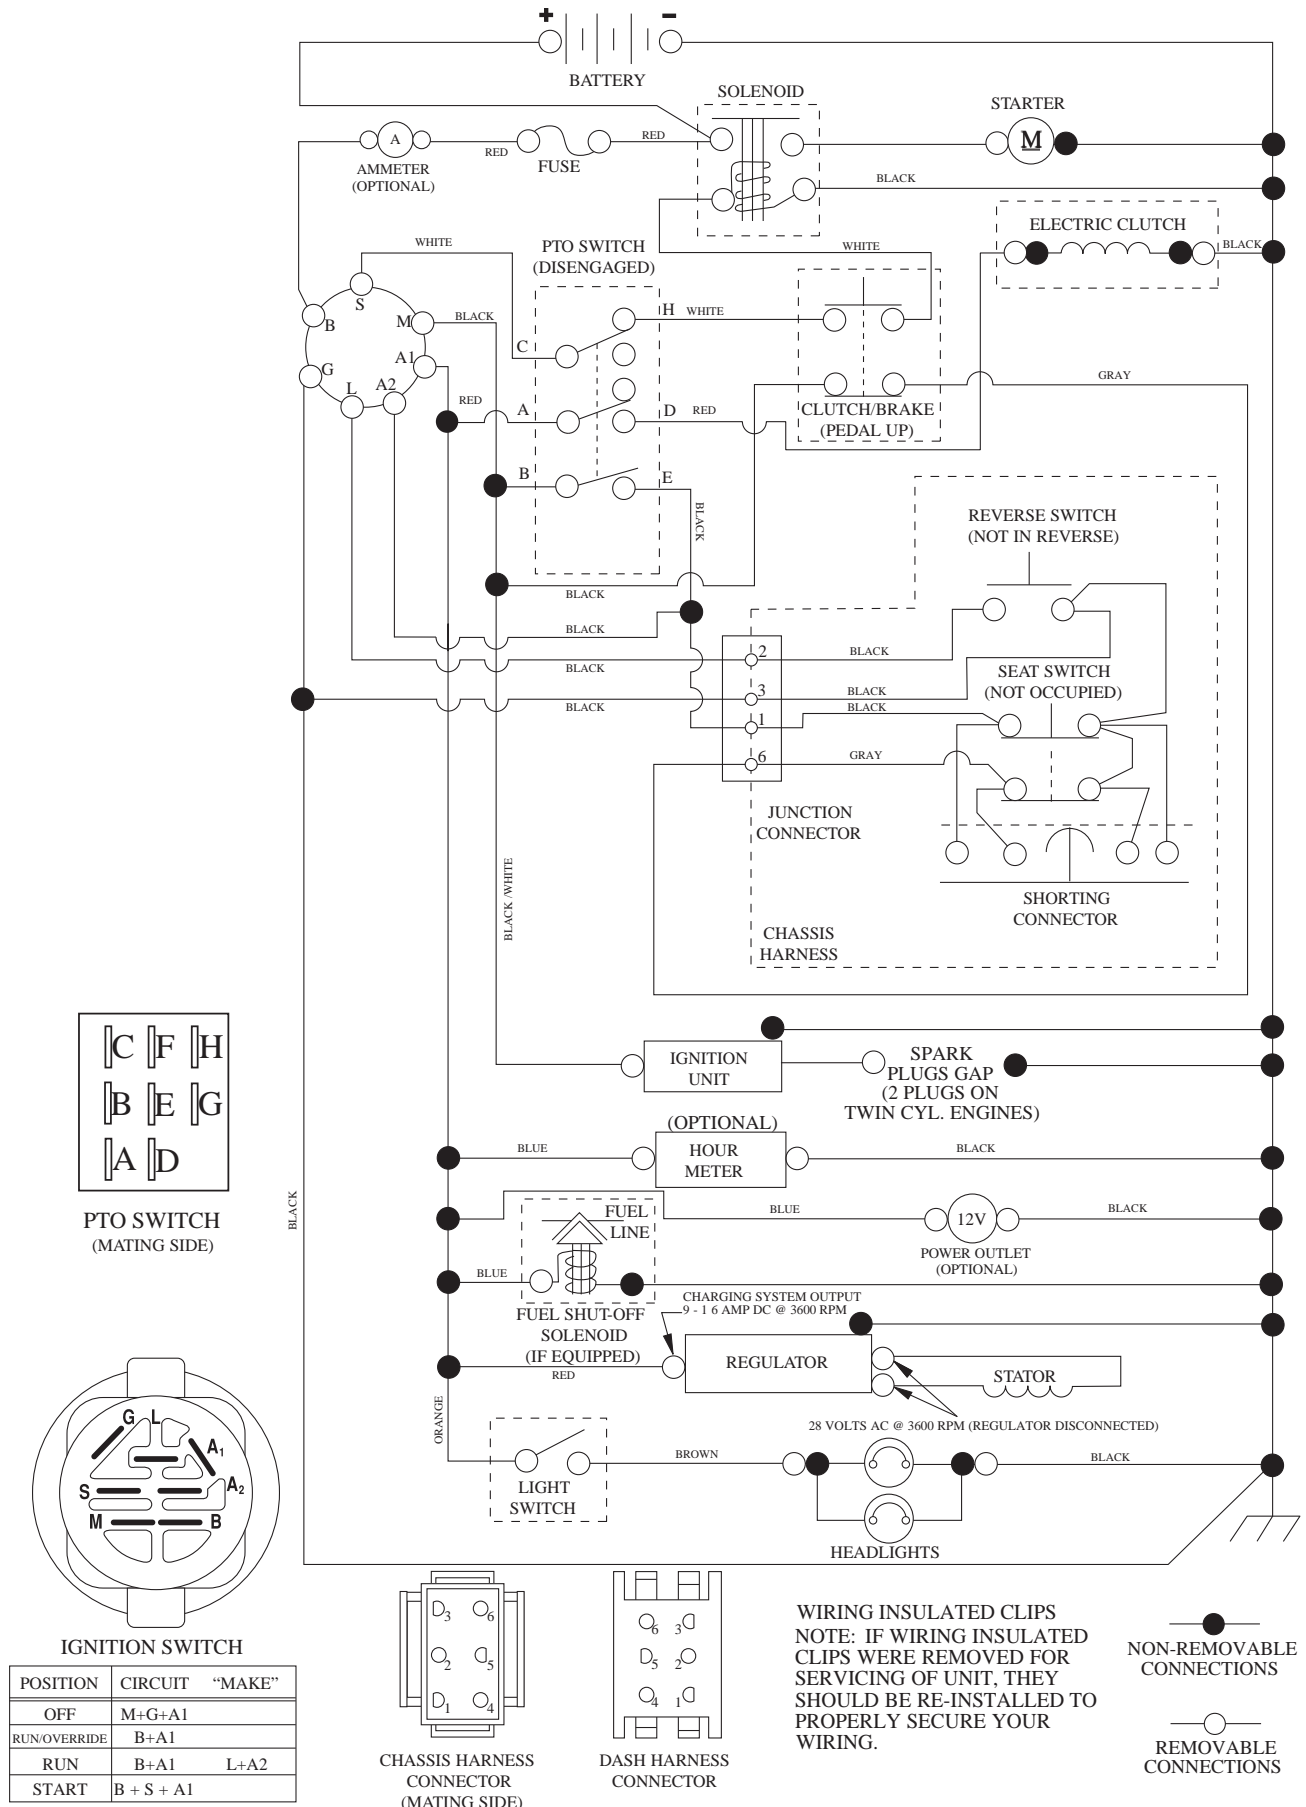 + −
BATTERY
SOLENOID
STARTER
M
A
AMMETER
(OPTIONAL)
RED
FUSE
RED
BLACK
ELECTRIC CLUTCH
BLACK
WHITE
PTO SWITCH
(DISENGAGED)
WHITE
S
B
M
BLACK
H
WHITE
C
G
A1
L
A2
RED
A
D
RED
CLUTCH/BRAKE
(PEDAL UP)
GRAY
B
E
BLACK
REVERSE SWITCH
(NOT IN REVERSE)
BLACK
BLACK
BLACK
2
BLACK
SEAT SWITCH
(NOT OCCUPIED)
BLACK
3
BLACK
BLACK
1
6
GRAY
JUNCTION
CONNECTOR
SHORTING
CONNECTOR
CHASSIS
HARNESS
BLACK /WHITE
C F H
B E G
A D
PTO SWITCH
(MATING SIDE)
IGNITION
UNIT
SPARK
PLUGS GAP
(2 PLUGS ON
TWIN CYL. ENGINES)
(OPTIONAL)
BLUE
HOUR
METER
BLACK
BLACK
FUEL
LINE
BLUE
12V
BLACK
POWER OUTLET
(OPTIONAL)
BLUE
FUEL SHUT-OFF
SOLENOID
(IF EQUIPPED)
CHARGING SYSTEM OUTPUT
9 - 1 6 AMP DC @ 3600 RPM
RED
REGULATOR
STATOR
28 VOLTS AC @ 3600 RPM (REGULATOR DISCONNECTED)
ORANGE
LIGHT
SWITCH
BROWN
BLACK
HEADLIGHTS
G L
A1
S
A2
M B
IGNITION SWITCH
POSITION CIRCUIT “MAKE”
OFF M+G+A1
RUN/OVERRIDE B+A1
RUN B+A1 L+A2
START B + S + A1
3 6
2 5
1 4
CHASSIS HARNESS
CONNECTOR
(MATING SIDE)
6 3
5 2
4 1
DASH HARNESS
CONNECTOR
WIRING INSULATED CLIPS
NOTE: IF WIRING INSULATED
CLIPS WERE REMOVED FOR
SERVICING OF UNIT, THEY
SHOULD BE RE-INSTALLED TO
PROPERLY SECURE YOUR
WIRING.
NON-REMOVABLE
CONNECTIONS
REMOVABLE
CONNECTIONS